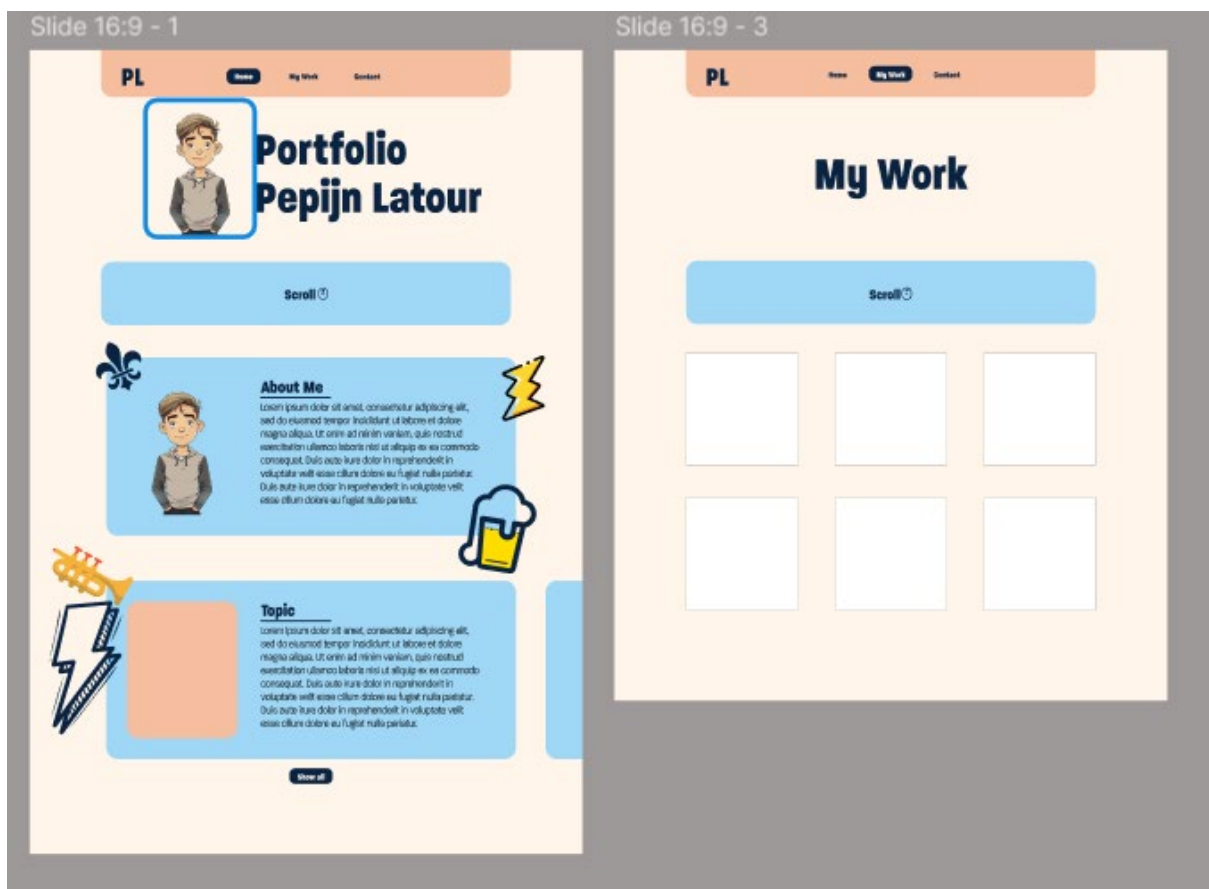 Slide 16:9 - 1
PL
Home My Work Contact
Portfolio
Pepijn Latour
Scroll
About Me
Lorem ipsum dolor sit amet, consectetur adipiscing elit,
sed do eiusmod tempor incididunt ut labore et dolore
magna aliqua. Ut enim ad minim veniam, quis nostrud
exercitation ullamco laboris nisi ut aliquip ex ea commodo
consequat. Duis aute irure dolor in reprehenderit in
voluptate velit esse cillum dolore eu fugiat nulla pariatur.
Duis aute irure dolor in reprehenderit in voluptate velit
esse cillum dolore eu fugiat nulla pariatur.
Topic
Lorem ipsum dolor sit amet, consectetur adipiscing elit,
sed do eiusmod tempor incididunt ut labore et dolore
magna aliqua. Ut enim ad minim veniam, quis nostrud
exercitation ullamco laboris nisi ut aliquip ex ea commodo
consequat. Duis aute irure dolor in reprehenderit in
voluptate velit esse cillum dolore eu fugiat nulla pariatur.
Duis aute irure dolor in reprehenderit in voluptate velit
esse cillum dolore eu fugiat nulla pariatur.
Show all
Slide 16:9 - 3
PL
Home My Work Contact
My Work
Scroll